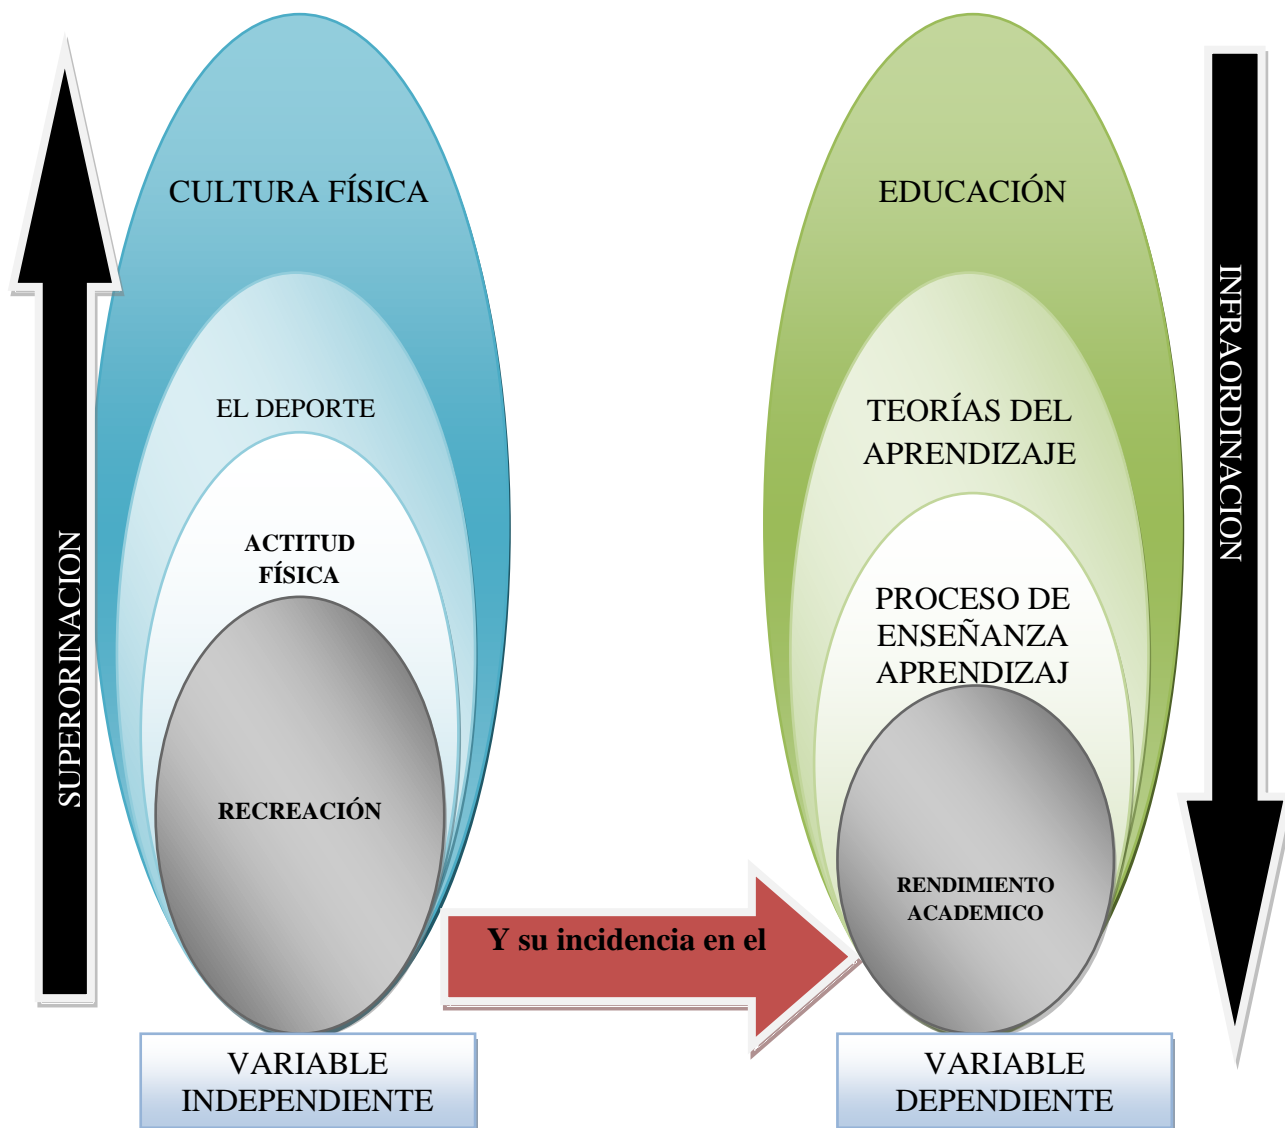 SUPERORINACION
CULTURA FÍSICA
EL DEPORTE
ACTITUD
FÍSICA
RECREACIÓN
VARIABLE
INDEPENDIENTE
Y su incidencia en el
EDUCACIÓN
TEORÍAS DEL
APRENDIZAJE
PROCESO DE
ENSEÑANZA
APRENDIZAJ
RENDIMIENTO
ACADEMICO
VARIABLE
DEPENDIENTE
INFRAORDINACION